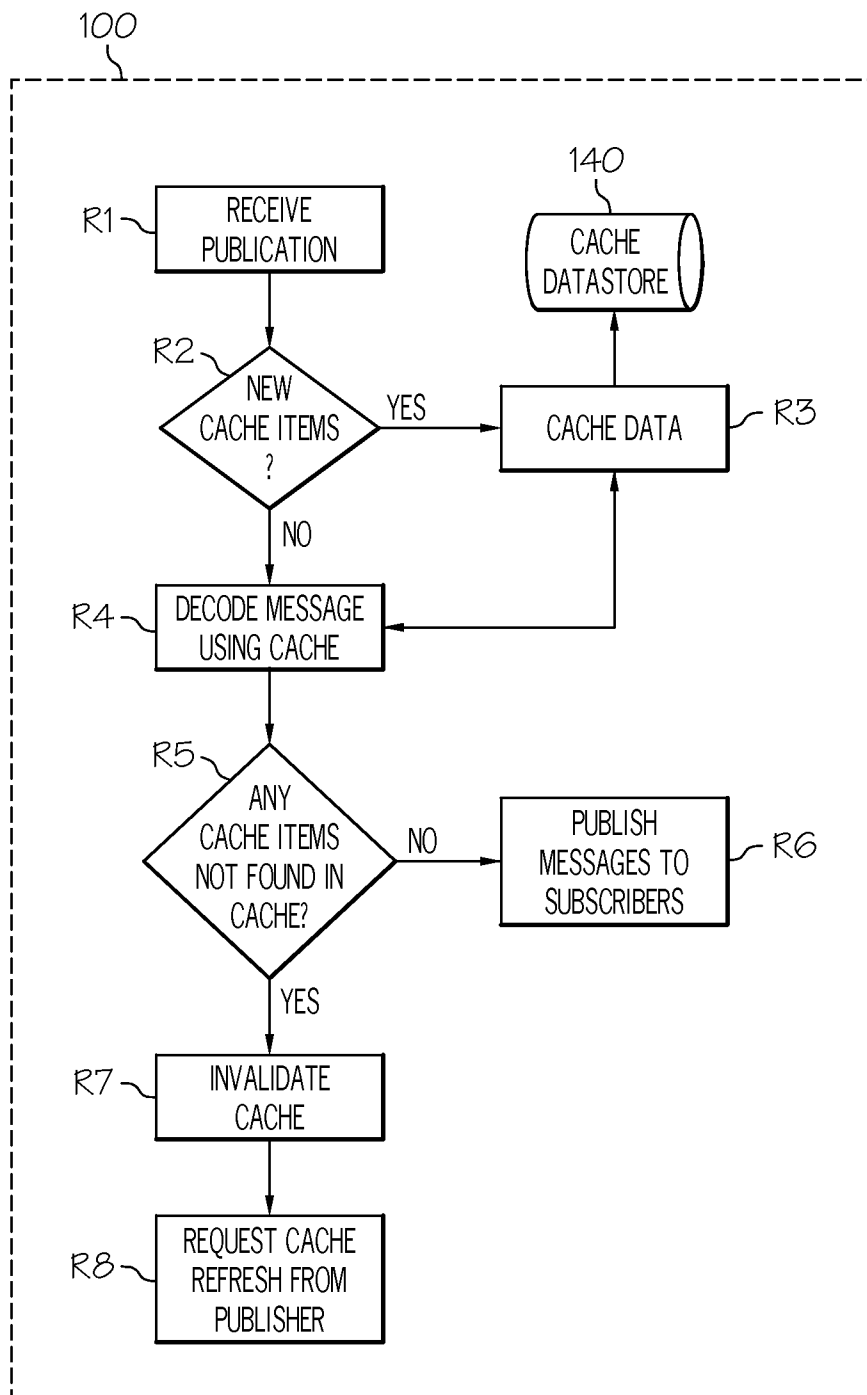 100
140
R1
RECEIVE
PUBLICATION
CACHE
DATASTORE
R2
NEW
CACHE ITEMS
?
YES
NO
CACHE DATA
R3
R4
DECODE MESSAGE
USING CACHE
R5
ANY
CACHE ITEMS
NOT FOUND IN
CACHE?
NO
YES
PUBLISH
MESSAGES TO
SUBSCRIBERS
R6
R7
INVALIDATE
CACHE
R8
REQUEST CACHE
REFRESH FROM
PUBLISHER